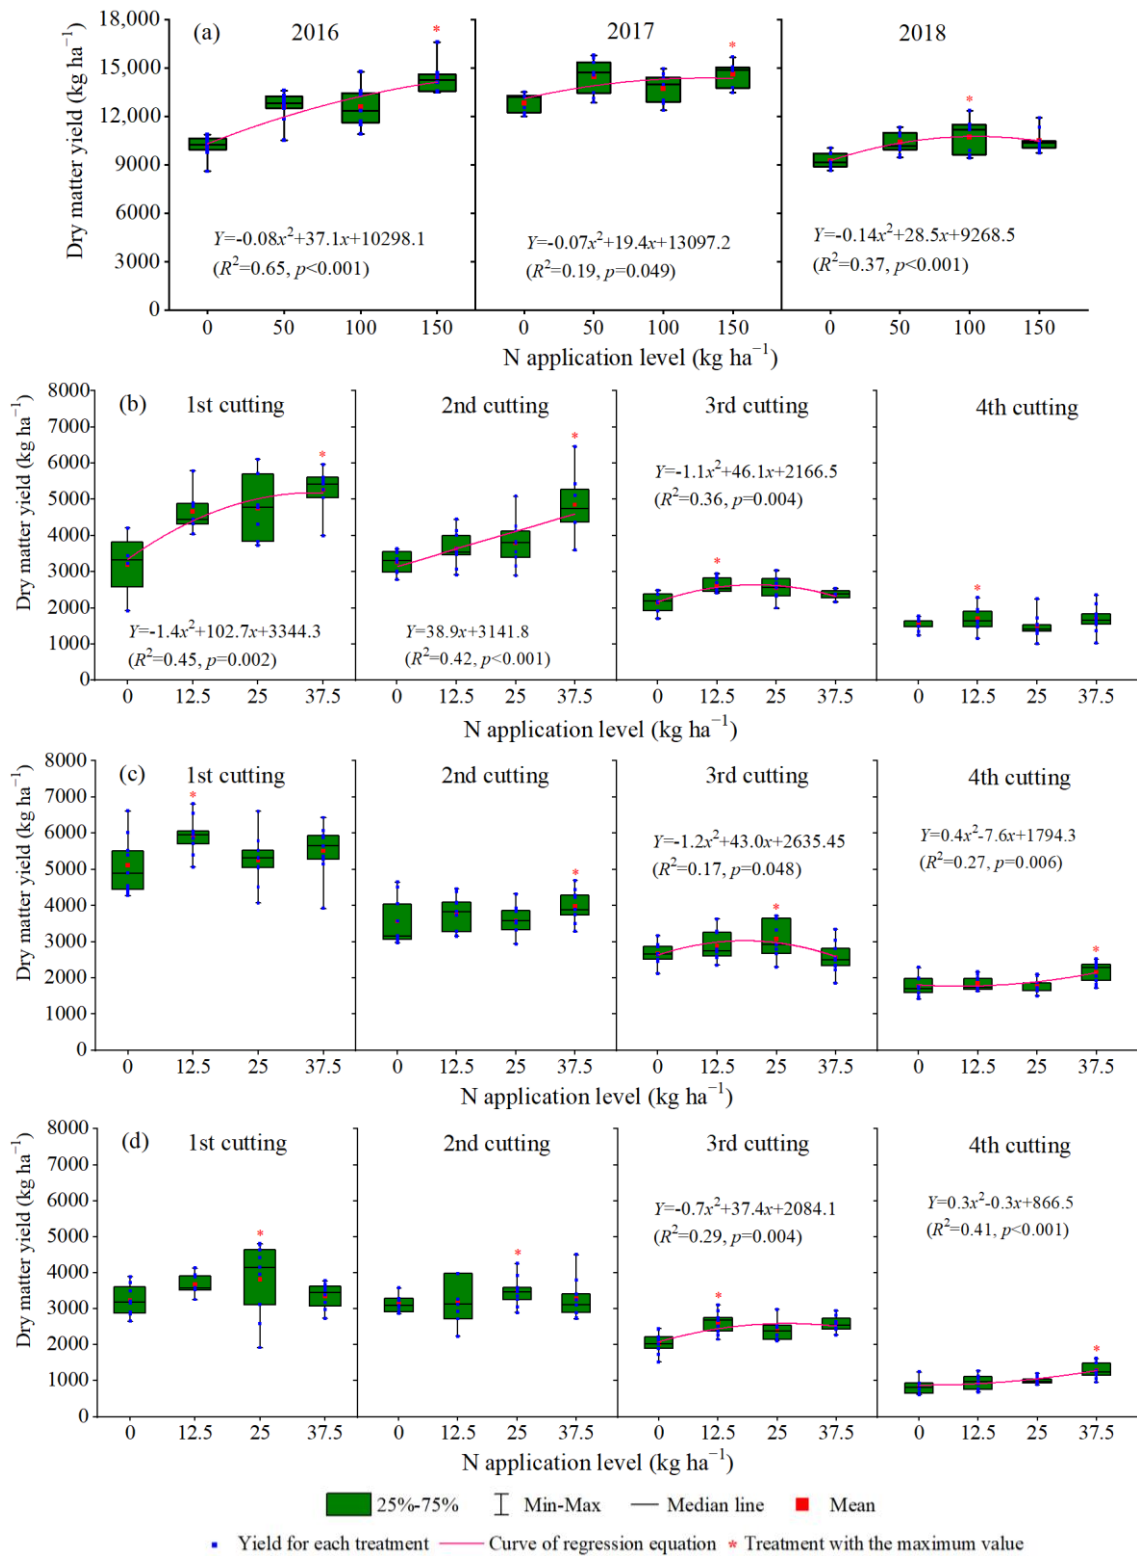 (a) 2016 2017 2018
18,000
15,000
12,000
9000
6000
3000
0
Dry matter yield (kg ha⁻¹)
Y=-0.08x²+37.1x+10298.1
(R²=0.65, p<0.001)
Y=-0.07x²+19.4x+13097.2
(R²=0.19, p=0.049)
Y=-0.14x²+28.5x+9268.5
(R²=0.37, p<0.001)
0 50 100 150 0 50 100 150 0 50 100 150
N application level (kg ha⁻¹)
(b) 1st cutting 2nd cutting 3rd cutting 4th cutting
8000
7000
6000
5000
4000
3000
2000
1000
0
Dry matter yield (kg ha⁻¹)
Y=-1.4x²+102.7x+3344.3
(R²=0.45, p=0.002)
Y=38.9x+3141.8
(R²=0.42, p<0.001)
Y=-1.1x²+46.1x+2166.5
(R²=0.36, p=0.004)
0 12.5 25 37.5 0 12.5 25 37.5 0 12.5 25 37.5 0 12.5 25 37.5
N application level (kg ha⁻¹)
(c) 1st cutting 2nd cutting 3rd cutting 4th cutting
8000
7000
6000
5000
4000
3000
2000
1000
0
Dry matter yield (kg ha⁻¹)
Y=-1.2x²+43.0x+2635.45
(R²=0.17, p=0.048)
Y=0.4x²-7.6x+1794.3
(R²=0.27, p=0.006)
0 12.5 25 37.5 0 12.5 25 37.5 0 12.5 25 37.5 0 12.5 25 37.5
N application level (kg ha⁻¹)
(d) 1st cutting 2nd cutting 3rd cutting 4th cutting
8000
7000
6000
5000
4000
3000
2000
1000
0
Dry matter yield (kg ha⁻¹)
Y=-0.7x²+37.4x+2084.1
(R²=0.29, p=0.004)
Y=0.3x²-0.3x+866.5
(R²=0.41, p<0.001)
0 12.5 25 37.5 0 12.5 25 37.5 0 12.5 25 37.5 0 12.5 25 37.5
N application level (kg ha⁻¹)
25%-75% Min-Max Median line Mean
Yield for each treatment Curve of regression equation * Treatment with the maximum value